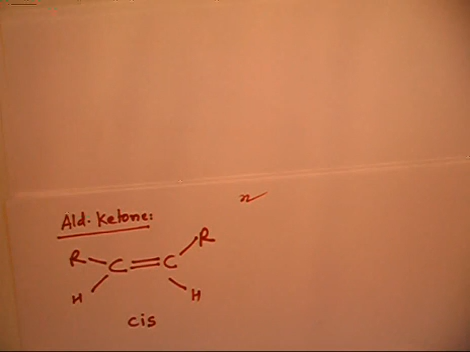 Ald. Ketone:
R R
C=C
H H
cis